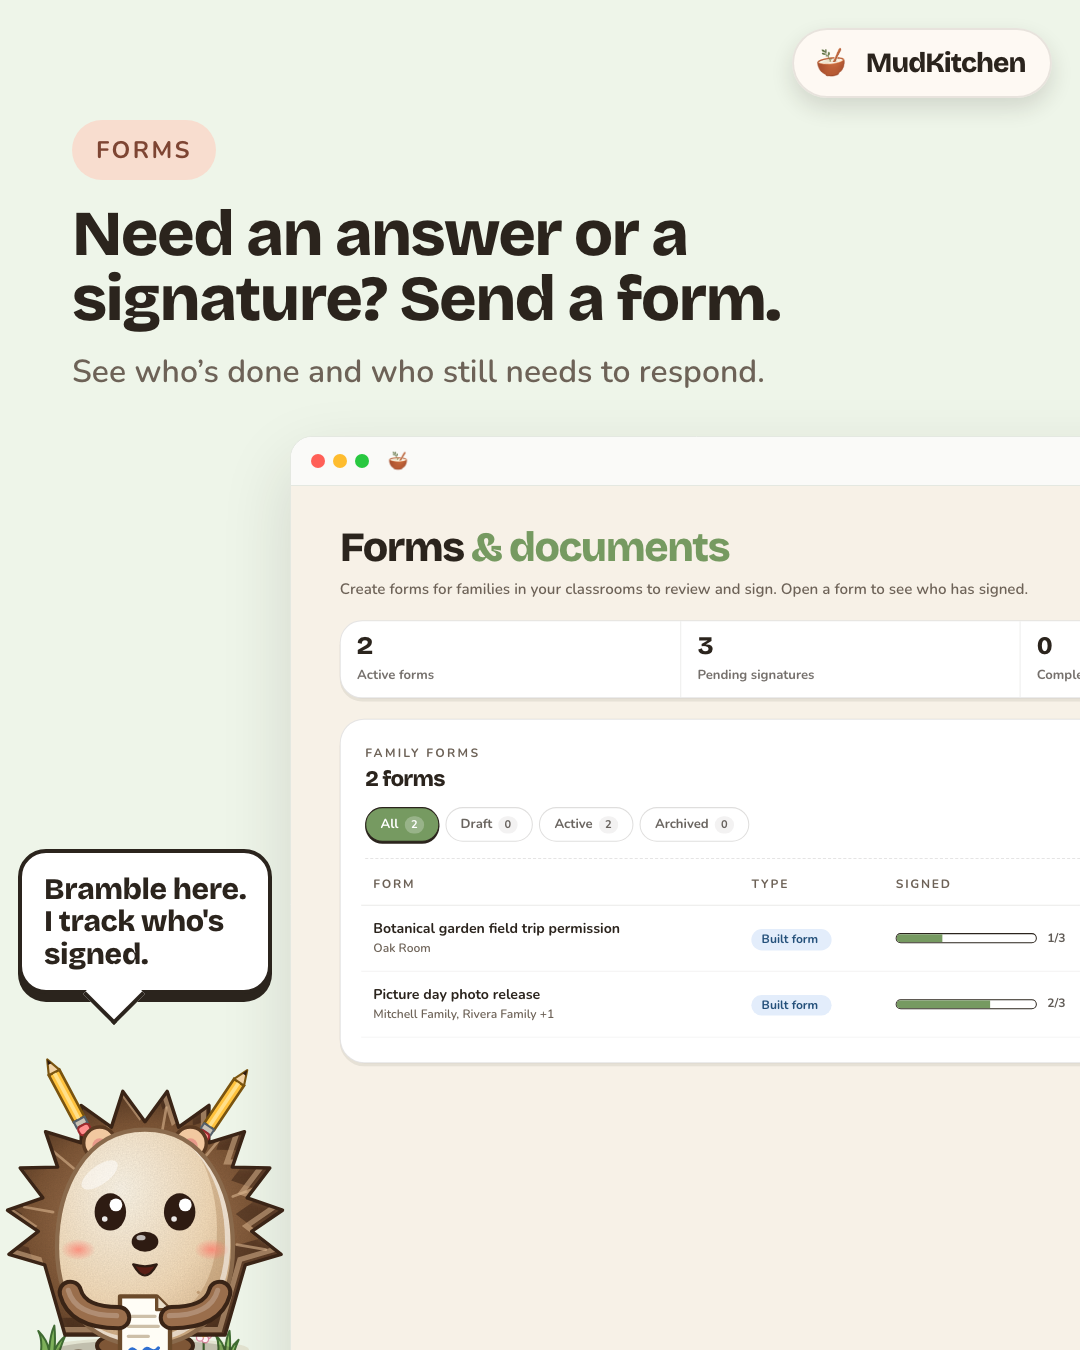 MudKitchen
FORMS
Need an answer or a
signature? Send a form.
See who’s done and who still needs to respond.
Forms & documents
Create forms for families in your classrooms to review and sign. Open a form to see who has signed.
2
Active forms
3
Pending signatures
0
Comple
FAMILY FORMS
2 forms
All 2
Draft 0
Active 2
Archived 0
FORM TYPE SIGNED
Botanical garden field trip permission
Oak Room
Built form
1/3
Picture day photo release
Mitchell Family, Rivera Family +1
Built form
2/3
Bramble here.
I track who's
signed.